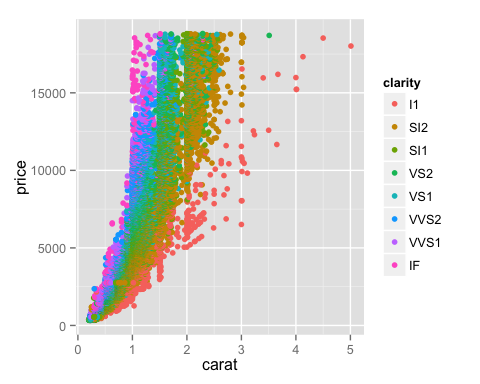 price
15000
10000
5000
0
0
1
2
3
4
5
carat
clarity
I1
SI2
SI1
VS2
VS1
VVS2
VVS1
IF